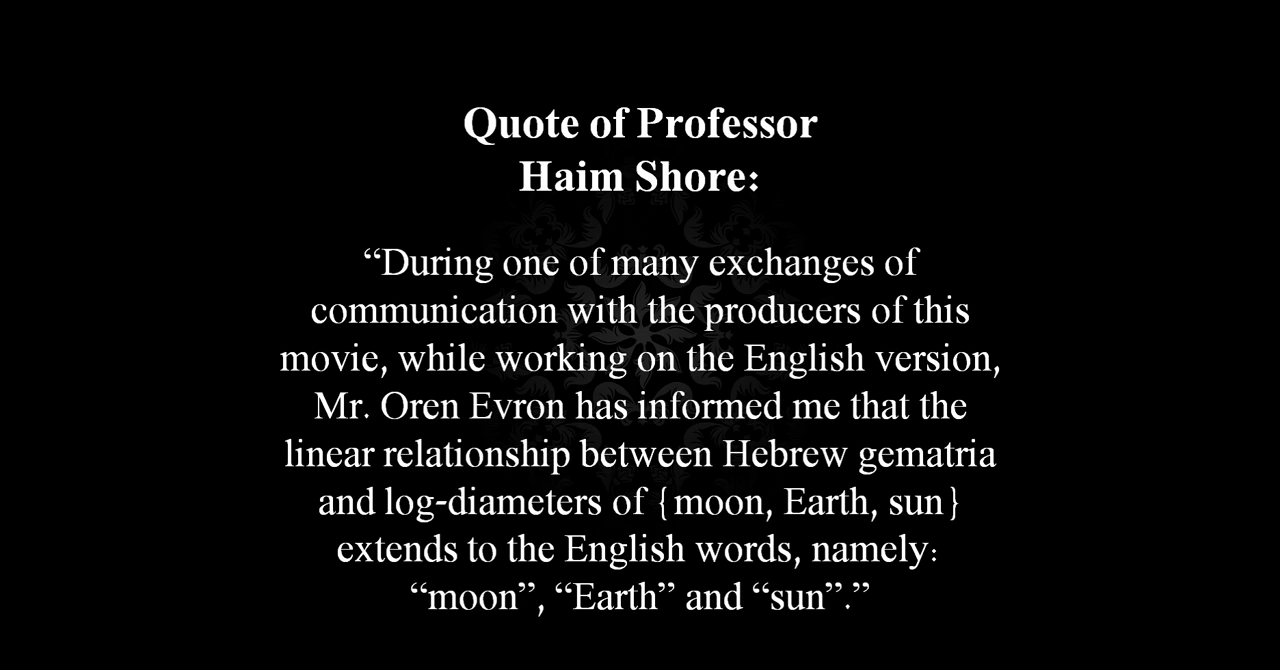 Quote of Professor
Haim Shore:
“During one of many exchanges of
communication with the producers of this
movie, while working on the English version,
Mr. Oren Evron has informed me that the
linear relationship between Hebrew gematria
and log-diameters of {moon, Earth, sun}
extends to the English words, namely:
“moon”, “Earth” and “sun”.”